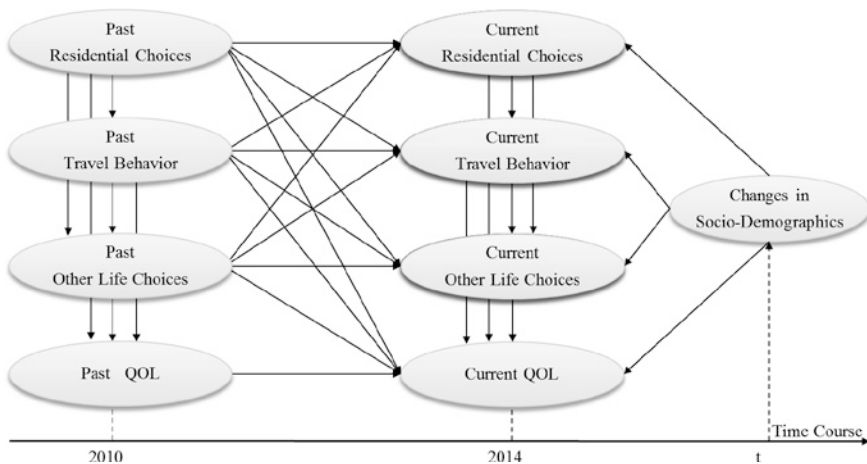 Past
Residential Choices
Current
Residential Choices
Past
Travel Behavior
Current
Travel Behavior
Changes in
Socio-Demographics
Past
Other Life Choices
Current
Other Life Choices
Past QOL
Current QOL
Time Course
2010
2014
t